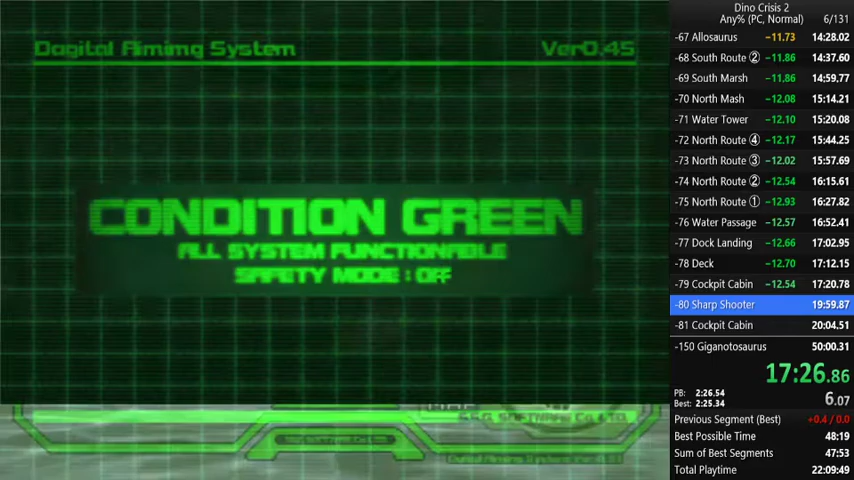 Dagital Aiming System
Ver0.45
CONDITION GREEN
ALL SYSTEM FUNCTIONABLE
SAFETY MODE : OFF
Dino Crisis 2
Any% (PC, Normal) 6/131
-67 Allosaurus -11.73 14:28.02
-68 South Route ② -11.86 14:37.60
-69 South Marsh -11.86 14:59.77
-70 North Mash -12.08 15:14.21
-71 Water Tower -12.10 15:20.08
-72 North Route ④ -12.17 15:44.25
-73 North Route ③ -12.02 15:57.69
-74 North Route ② -12.54 16:15.61
-75 North Route ① -12.93 16:27.82
-76 Water Passage -12.57 16:52.41
-77 Dock Landing -12.66 17:02.95
-78 Deck -12.70 17:12.15
-79 Cockpit Cabin -12.54 17:20.78
-80 Sharp Shooter 19:59.87
-81 Cockpit Cabin 20:04.51
-150 Giganotosaurus 50:00.31
17:26.86
PB: 2:26.54
Best: 2:25.34
6.07
Previous Segment (Best) +0.4 / 0.0
Best Possible Time 48:19
Sum of Best Segments 47:53
Total Playtime 22:09:49